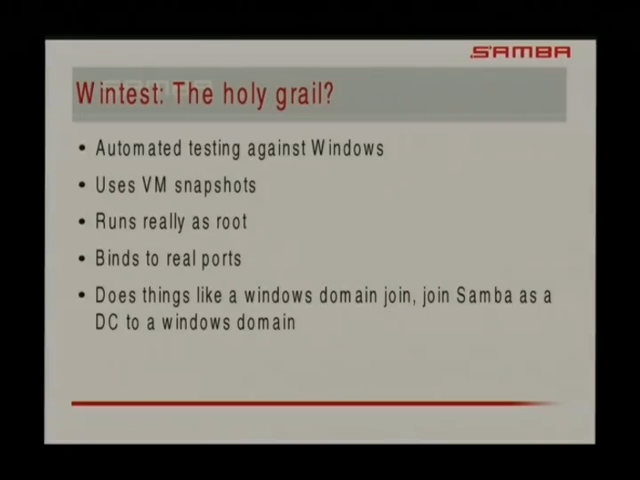 SAMBA
Wintest: The holy grail?
• Automated testing against Windows
• Uses VM snapshots
• Runs really as root
• Binds to real ports
• Does things like a windows domain join, join Samba as a
DC to a windows domain